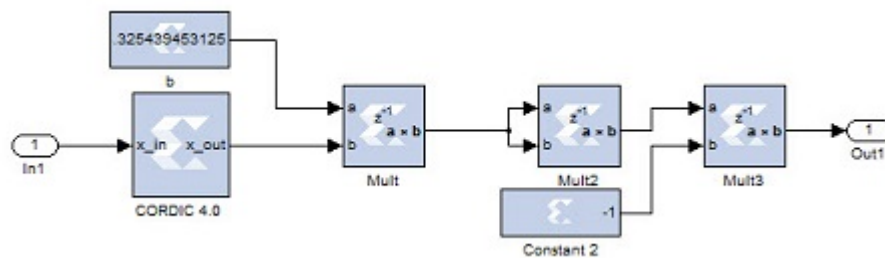 .325439453125
b
1
In1
x_in x_out
CORDIC 4.0
a
b
z-1
a × b
Mult
a
b
z-1
a × b
Mult2
-1
Constant 2
a
b
z-1
a × b
Mult3
1
Out1